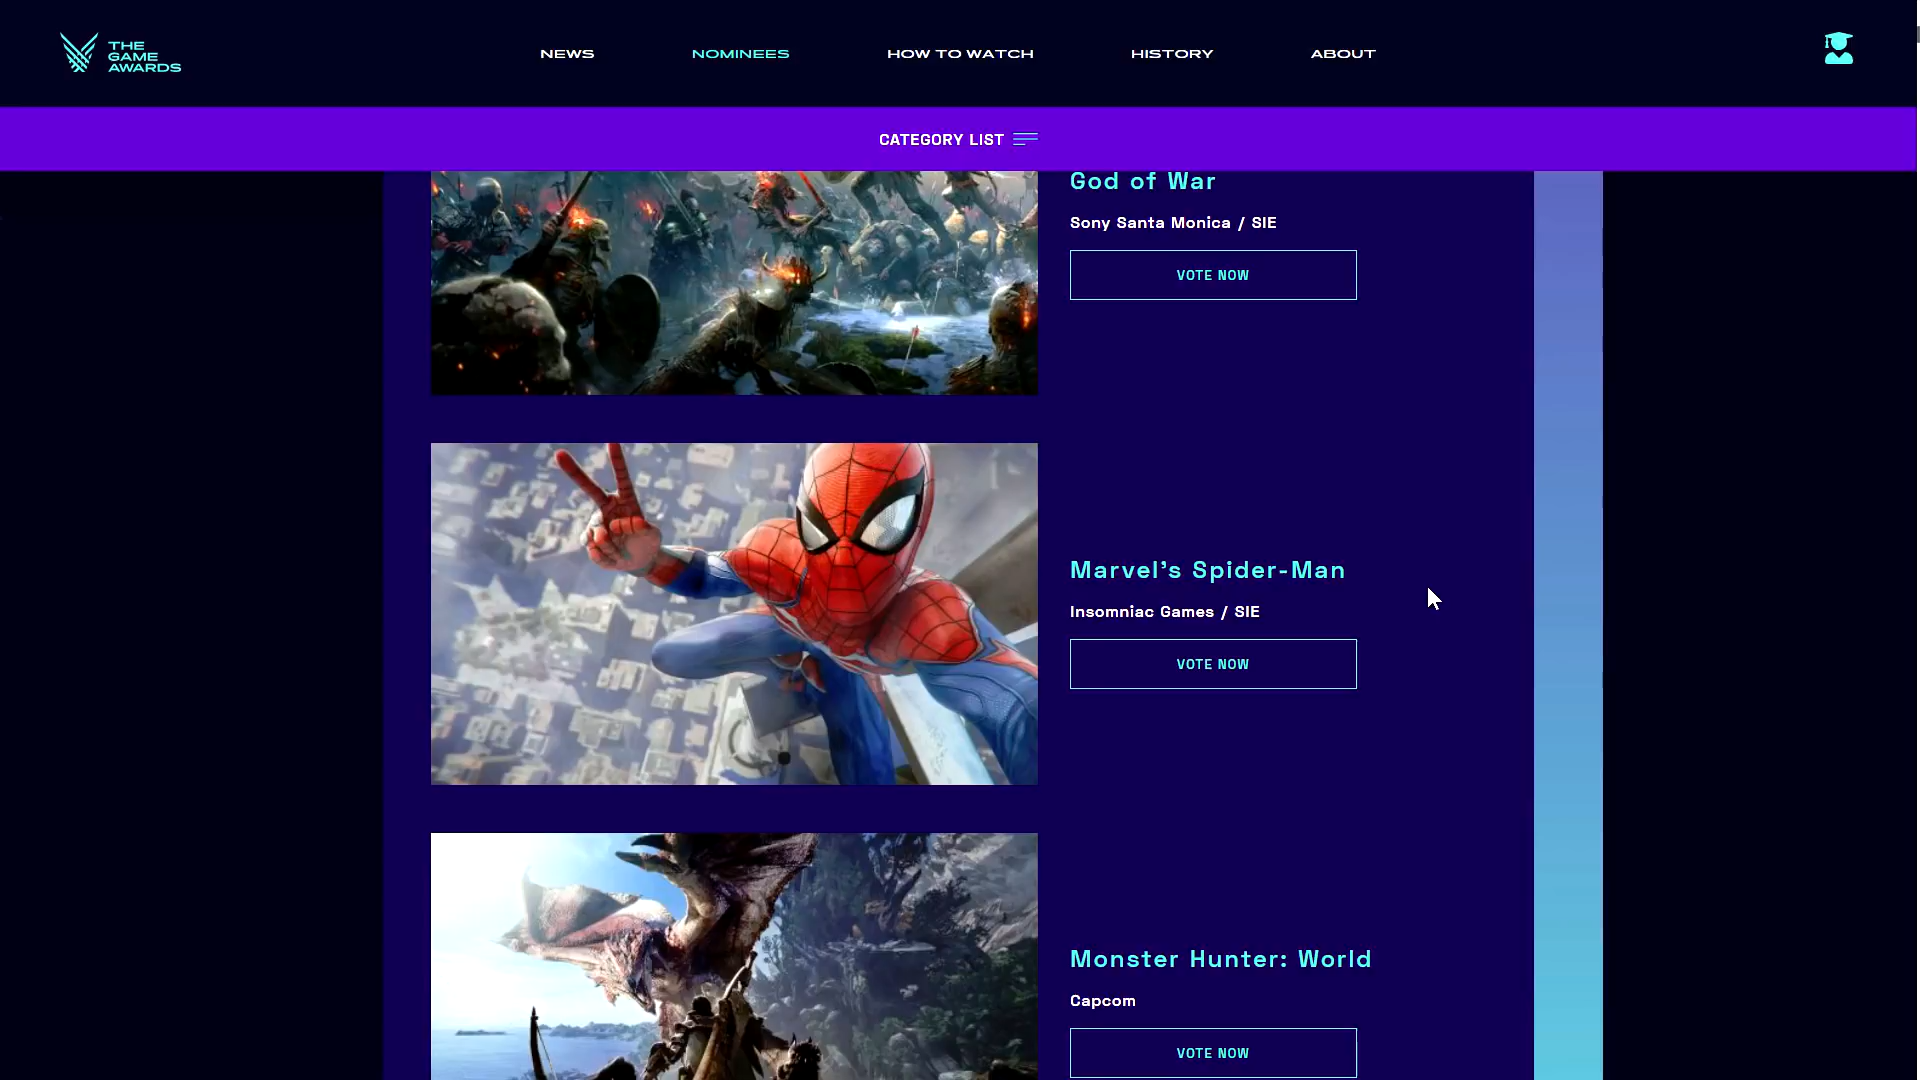 THE
GAME
AWARDS
NEWS
NOMINEES
HOW TO WATCH
HISTORY
ABOUT
CATEGORY LIST
God of War
Sony Santa Monica / SIE
VOTE NOW
Marvel’s Spider-Man
Insomniac Games / SIE
VOTE NOW
Monster Hunter: World
Capcom
VOTE NOW